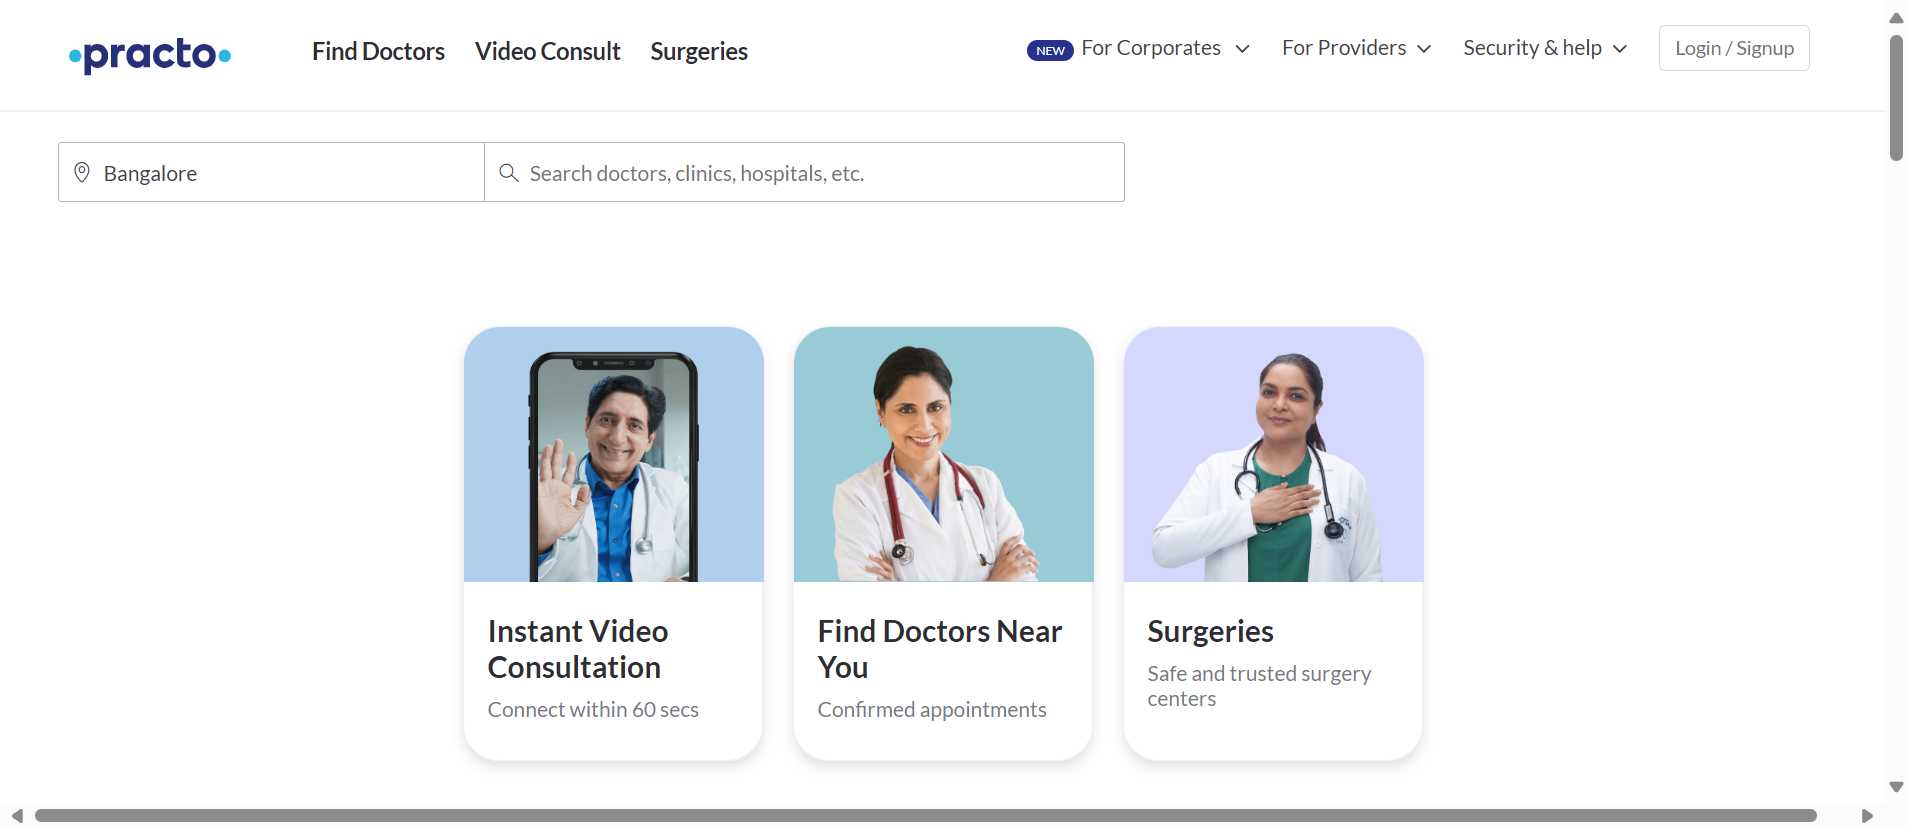 practo
Find Doctors
Video Consult
Surgeries
NEW
For Corporates
For Providers
Security & help
Login / Signup
Bangalore
Search doctors, clinics, hospitals, etc.
Instant Video
Consultation
Connect within 60 secs
Find Doctors Near
You
Confirmed appointments
Surgeries
Safe and trusted surgery
centers